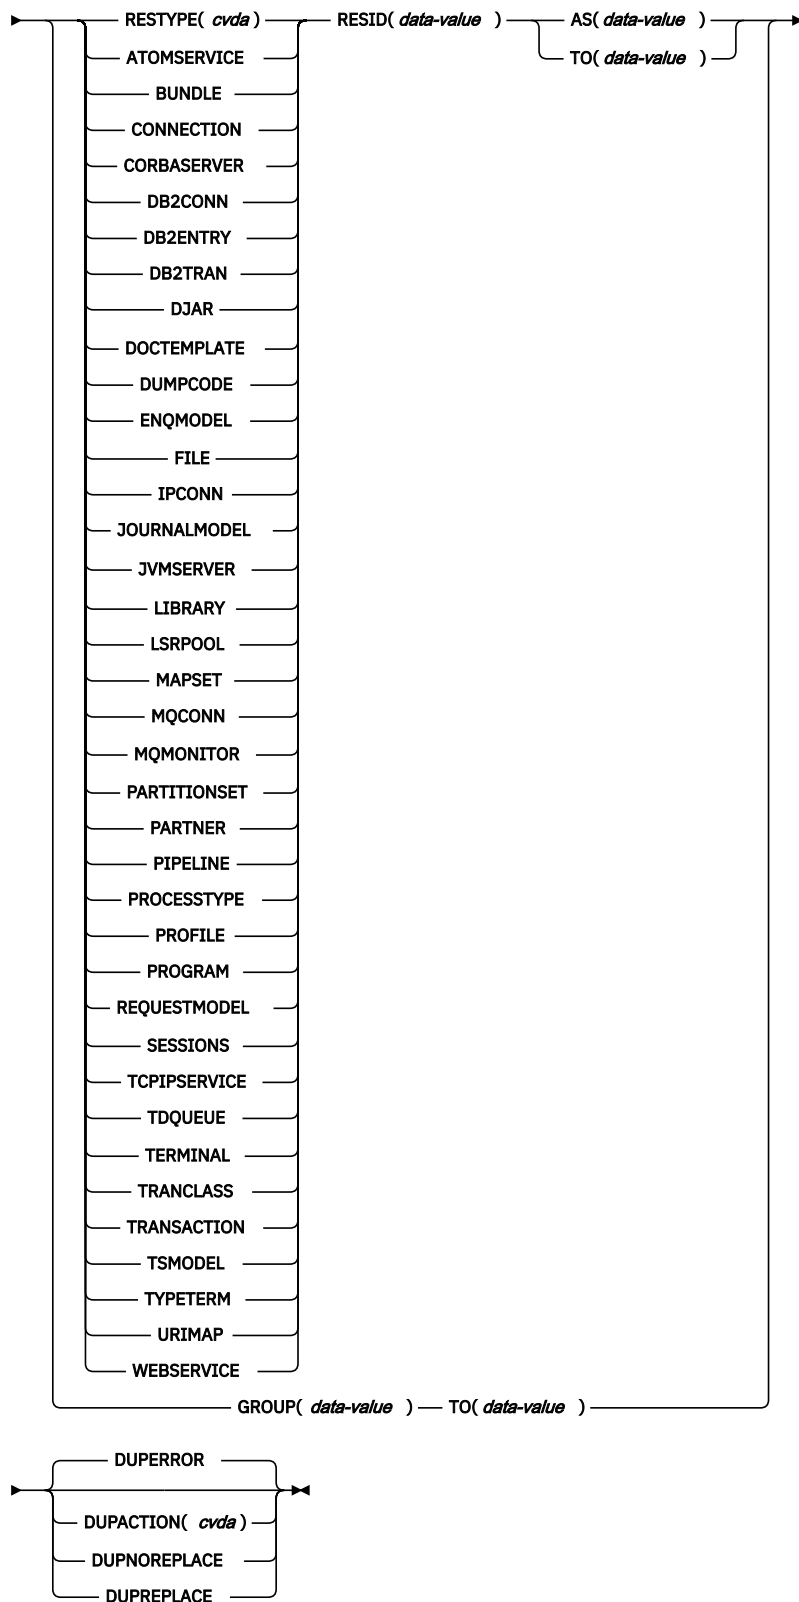 RESTYPE( cvda ) RESID( data-value ) AS( data-value )
ATOMSERVICE TO( data-value )
BUNDLE
CONNECTION
CORBASERVER
DB2CONN
DB2ENTRY
DB2TRAN
DJAR
DOCTEMPLATE
DUMPCODE
ENQMODEL
FILE
IPCONN
JOURNALMODEL
JVMSERVER
LIBRARY
LSRPOOL
MAPSET
MQCONN
MQMONITOR
PARTITIONSET
PARTNER
PIPELINE
PROCESSTYPE
PROFILE
PROGRAM
REQUESTMODEL
SESSIONS
TCPIPSERVICE
TDQUEUE
TERMINAL
TRANCLASS
TRANSACTION
TSMODEL
TYPETERM
URIMAP
WEBSERVICE
GROUP( data-value ) TO( data-value )
DUPERROR
DUPACTION( cvda )
DUPNOREPLACE
DUPREPLACE